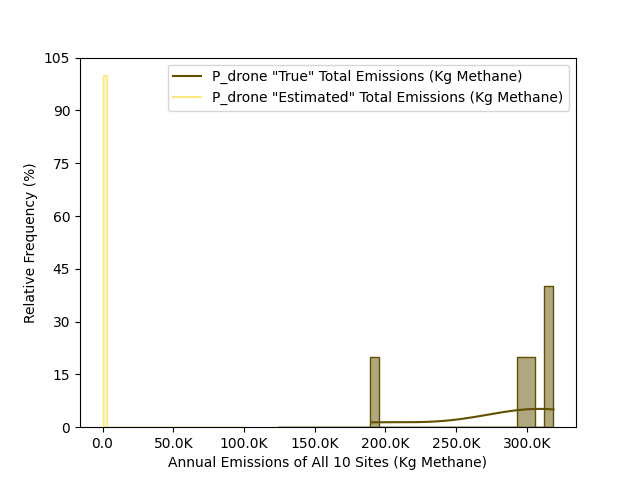 P_drone "True" Total Emissions (Kg Methane)
P_drone "Estimated" Total Emissions (Kg Methane)
105
90
75
60
45
30
15
0
Relative Frequency (%)
0.0 50.0K 100.0K 150.0K 200.0K 250.0K 300.0K
Annual Emissions of All 10 Sites (Kg Methane)